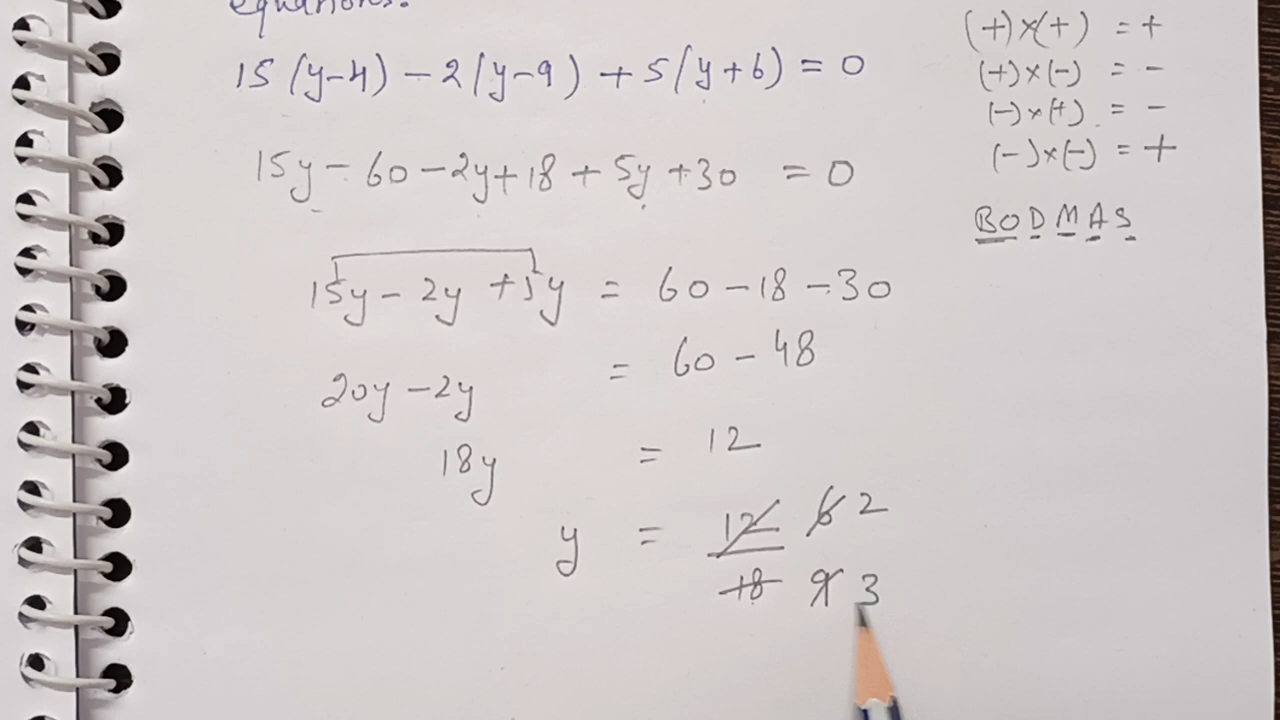 equations.
15 (y-4) - 2 (y-9) + 5 (y+6) = 0
15y - 60 - 2y + 18 + 5y + 30 = 0
15y - 2y + 5y = 60 - 18 - 30
20y - 2y = 60 - 48
18y = 12
y = 12/18 6/9 2/3
(+)×(+) = +
(+)×(-) = -
(-)×(+) = -
(-)×(-) = +
BODMAS